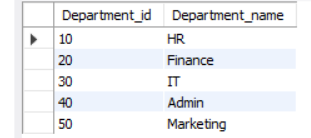 Department_id Department_name
10 HR
20 Finance
30 IT
40 Admin
50 Marketing